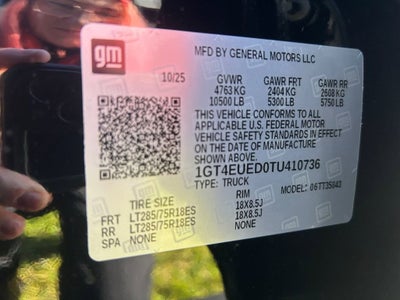 gm
MFD BY GENERAL MOTORS LLC
10/25
GVWR GAWR FRT GAWR RR
4763 KG 2404 KG 2608 KG
10500 LB 5300 LB 5750 LB
THIS VEHICLE CONFORMS TO ALL
APPLICABLE U.S. FEDERAL MOTOR
VEHICLE SAFETY STANDARDS IN EFFECT
ON THE DATE OF MANUFACTURE
SHOWN ABOVE.
1GT4EUED0TU410736
TYPE: TRUCK MODEL:
TIRE SIZE RIM
FRT LT285/75R18ES 18X8.5J
RR LT285/75R18ES 18X8.5J
SPA NONE NONE